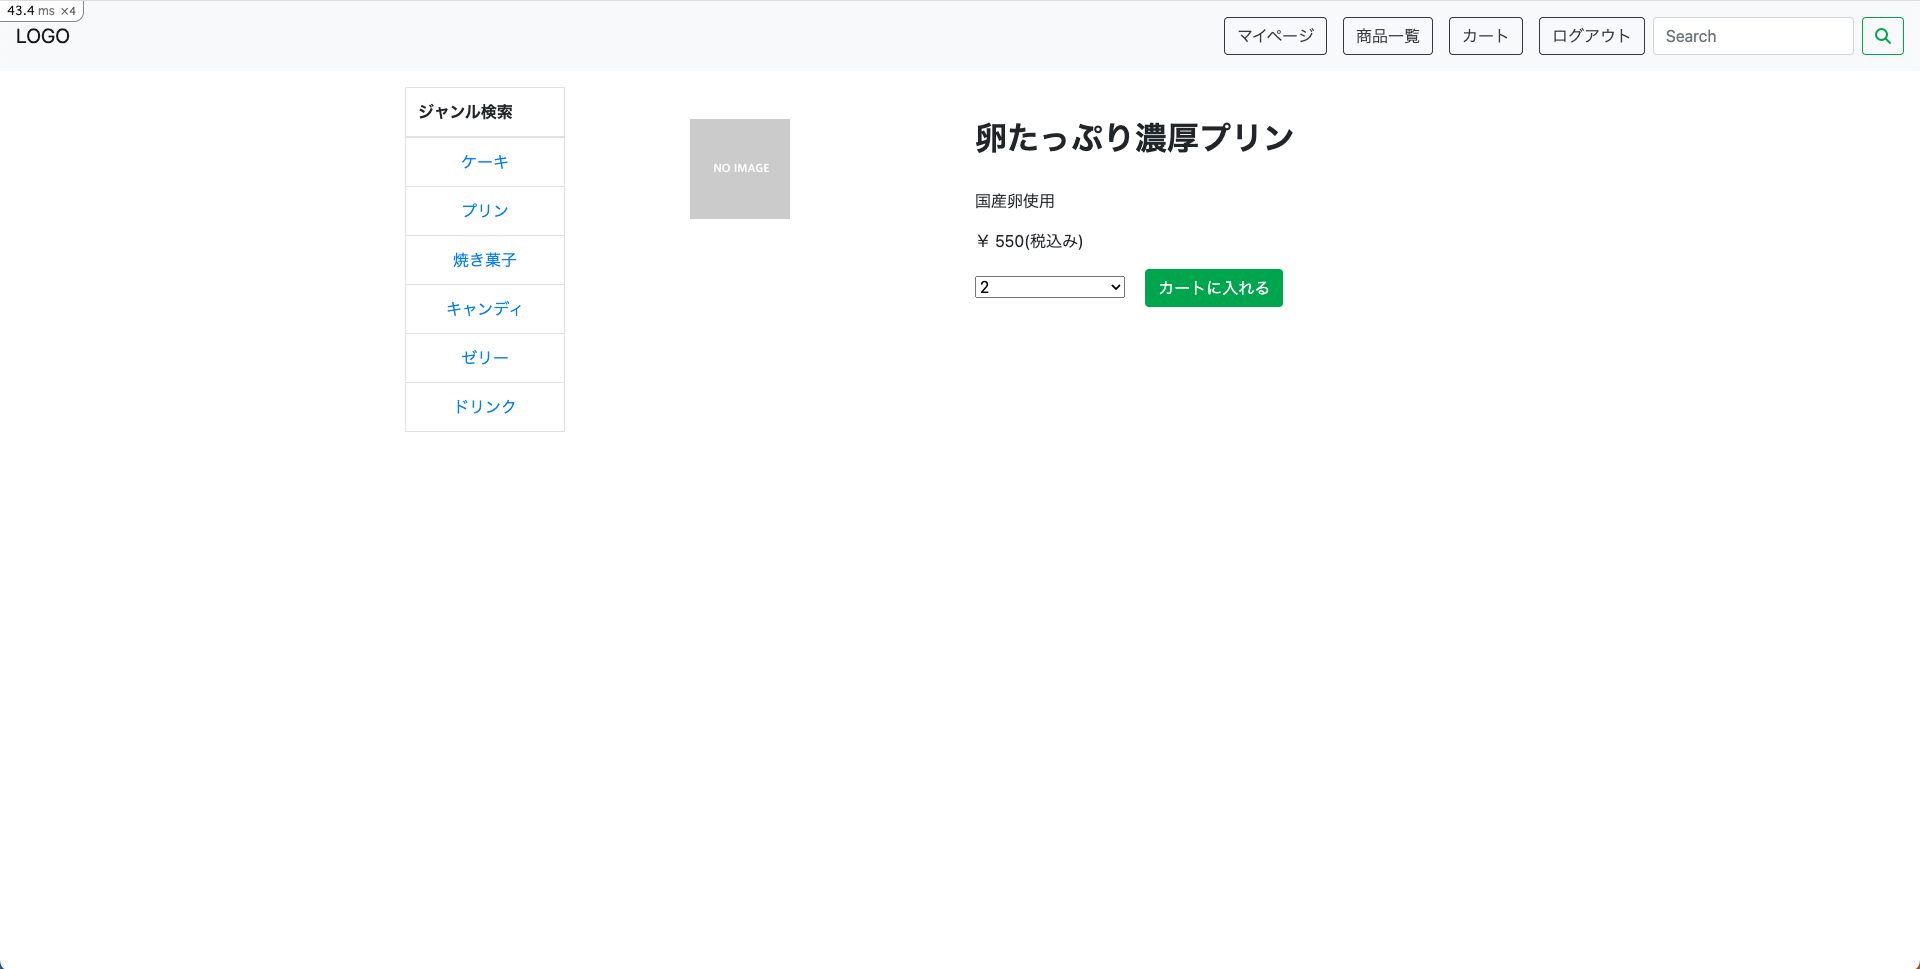 43.4 ms ×4
LOGO
マイページ
商品一覧
カート
ログアウト
Search
ジャンル検索
ケーキ
プリン
焼き菓子
キャンディ
ゼリー
ドリンク
NO IMAGE
卵たっぷり濃厚プリン
国産卵使用
¥ 550(税込み)
2
カートに入れる